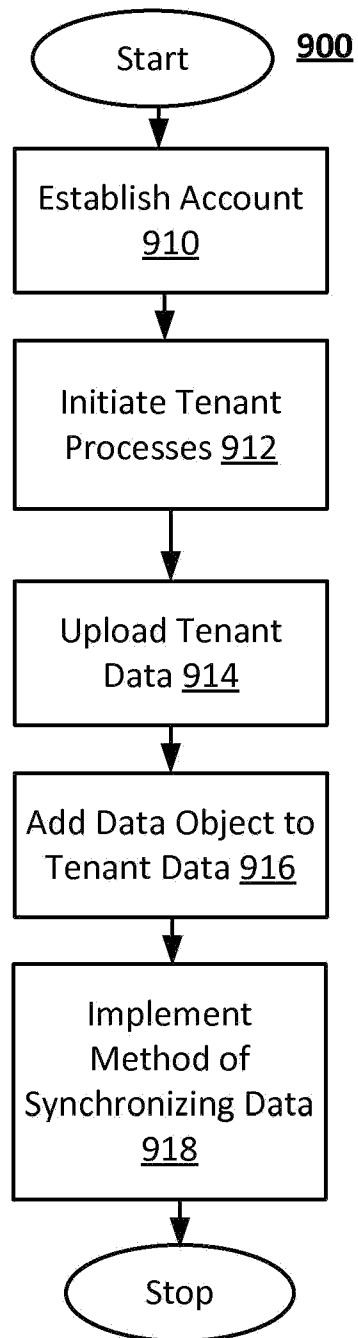 Start
900
Establish Account
910
Initiate Tenant
Processes 912
Upload Tenant
Data 914
Add Data Object to
Tenant Data 916
Implement
Method of
Synchronizing Data
918
Stop